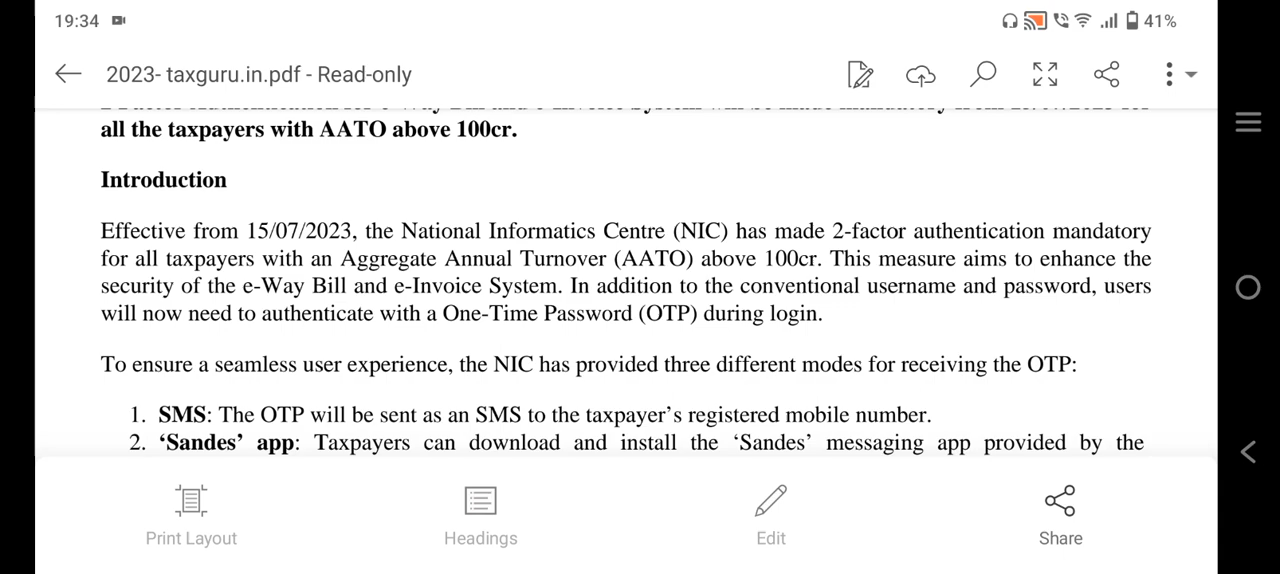 19:34
41%
2023- taxguru.in.pdf - Read-only
all the taxpayers with AATO above 100cr.
Introduction
Effective from 15/07/2023, the National Informatics Centre (NIC) has made 2-factor authentication mandatory
for all taxpayers with an Aggregate Annual Turnover (AATO) above 100cr. This measure aims to enhance the
security of the e-Way Bill and e-Invoice System. In addition to the conventional username and password, users
will now need to authenticate with a One-Time Password (OTP) during login.
To ensure a seamless user experience, the NIC has provided three different modes for receiving the OTP:
1. SMS: The OTP will be sent as an SMS to the taxpayer’s registered mobile number.
2. ‘Sandes’ app: Taxpayers can download and install the ‘Sandes’ messaging app provided by the
Print Layout
Headings
Edit
Share